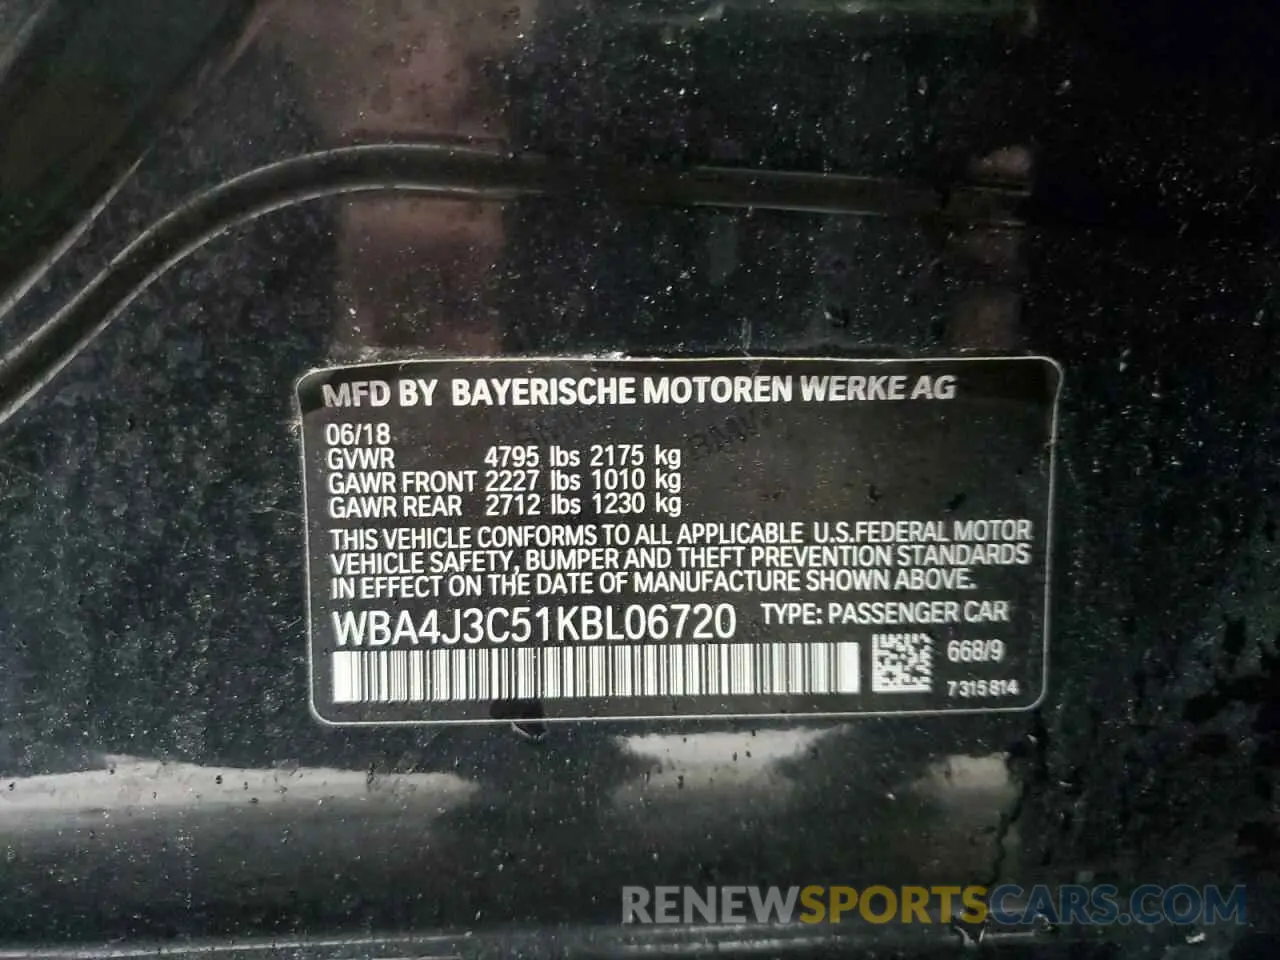 MFD BY BAYERISCHE MOTOREN WERKE AG
06/18
GVWR 4795 lbs 2175 kg
GAWR FRONT 2227 lbs 1010 kg
GAWR REAR 2712 lbs 1230 kg
THIS VEHICLE CONFORMS TO ALL APPLICABLE U.S.FEDERAL MOTOR
VEHICLE SAFETY, BUMPER AND THEFT PREVENTION STANDARDS
IN EFFECT ON THE DATE OF MANUFACTURE SHOWN ABOVE.
WBA4J3C51KBL06720 TYPE: PASSENGER CAR
668/9
7 315 814
RENEWSPORTSCARS.COM